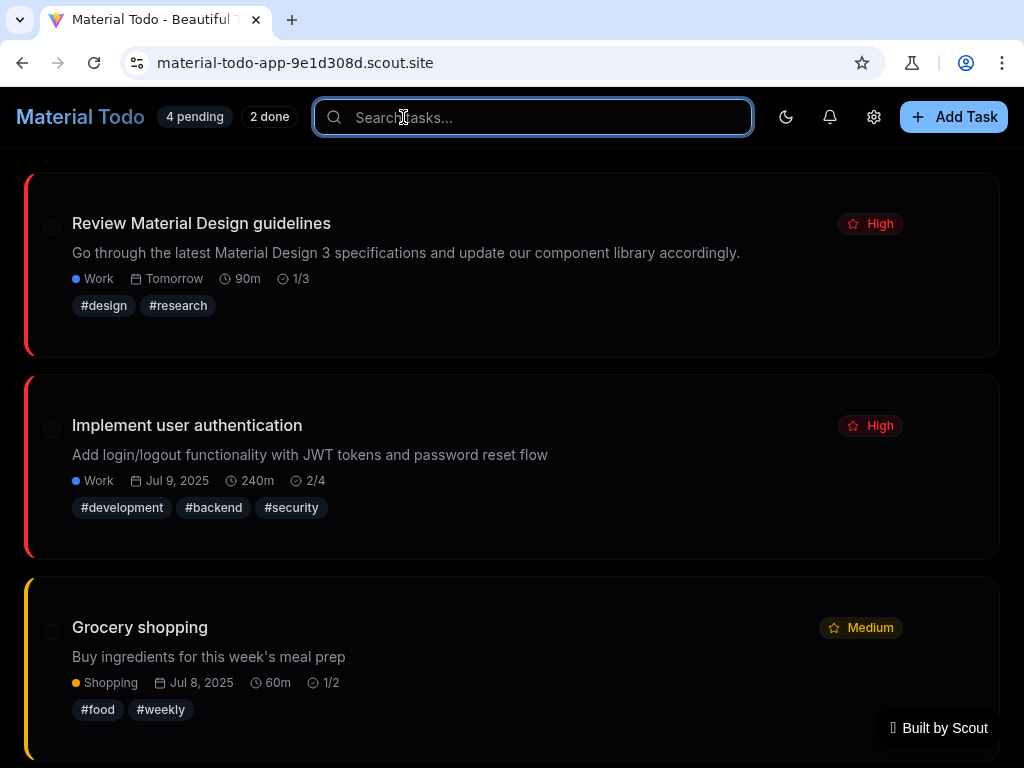 Material Todo - Beautiful T
material-todo-app-9e1d308d.scout.site
Material Todo
4 pending
2 done
Search tasks...
Add Task
Review Material Design guidelines
High
Go through the latest Material Design 3 specifications and update our component library accordingly.
Work Tomorrow 90m 1/3
#design #research
Implement user authentication
High
Add login/logout functionality with JWT tokens and password reset flow
Work Jul 9, 2025 240m 2/4
#development #backend #security
Grocery shopping
Medium
Buy ingredients for this week's meal prep
Shopping Jul 8, 2025 60m 1/2
#food #weekly
Built by Scout